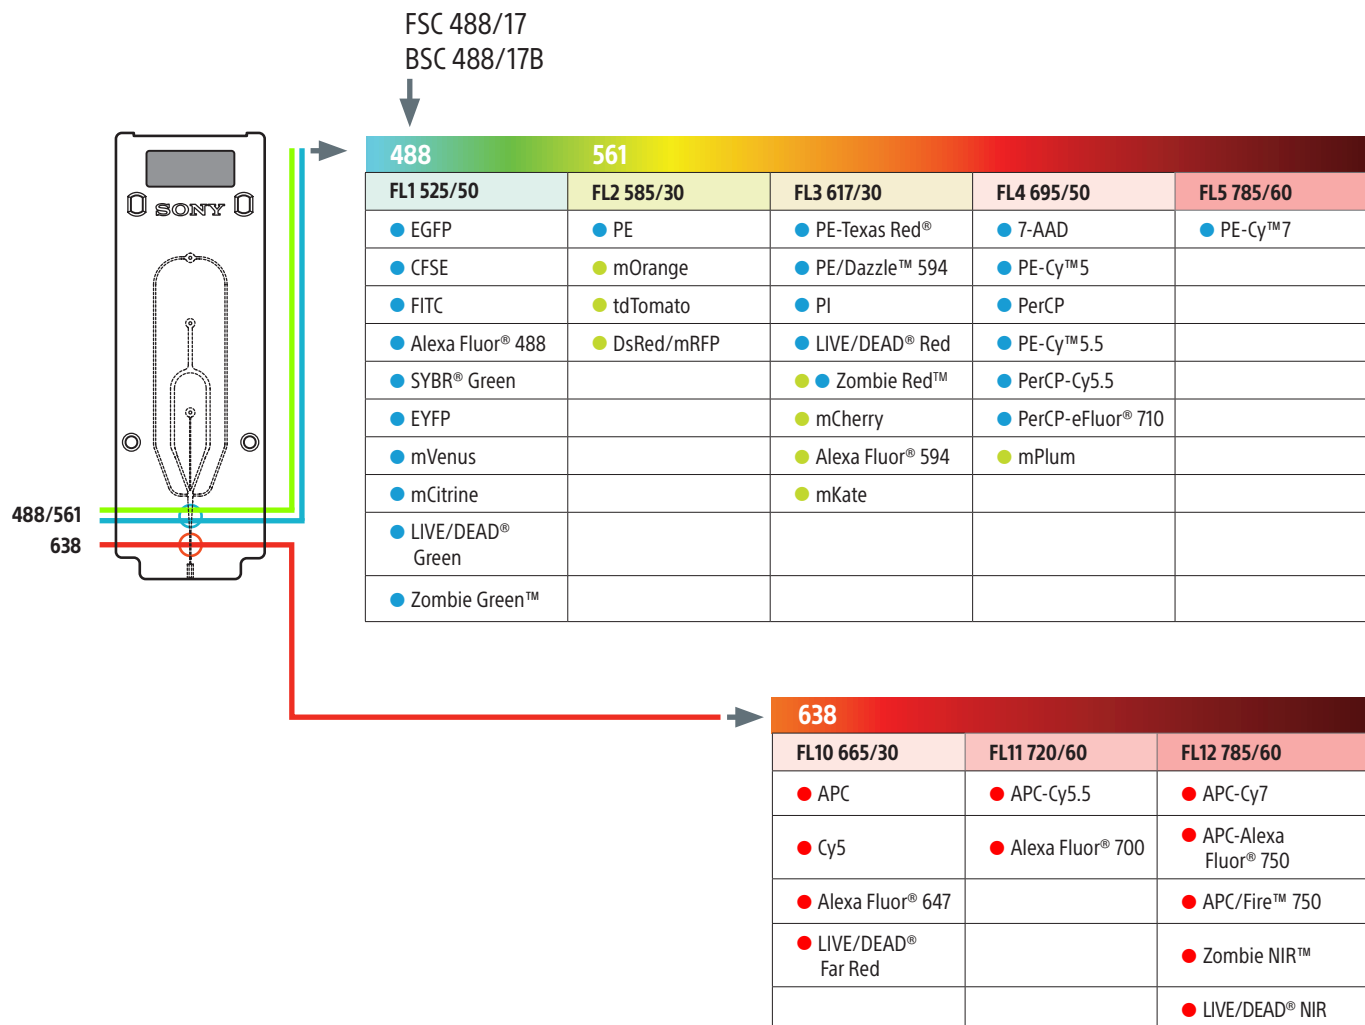 FSC 488/17
BSC 488/17B
SONY
488/561
638
488 561
FL1 525/50 FL2 585/30 FL3 617/30 FL4 695/50 FL5 785/60
EGFP PE PE-Texas Red® 7-AAD PE-Cy™7
CFSE mOrange PE/Dazzle™ 594 PE-Cy™5
FITC tdTomato PI PerCP
Alexa Fluor® 488 DsRed/mRFP LIVE/DEAD® Red PE-Cy™5.5
SYBR® Green Zombie Red™ PerCP-Cy5.5
EYFP mCherry PerCP-eFluor® 710
mVenus Alexa Fluor® 594 mPlum
mCitrine mKate
LIVE/DEAD®
Green
Zombie Green™
638
FL10 665/30 FL11 720/60 FL12 785/60
APC APC-Cy5.5 APC-Cy7
Cy5 Alexa Fluor® 700 APC-Alexa
Fluor® 750
Alexa Fluor® 647 APC/Fire™ 750
LIVE/DEAD®
Far Red Zombie NIR™
LIVE/DEAD® NIR